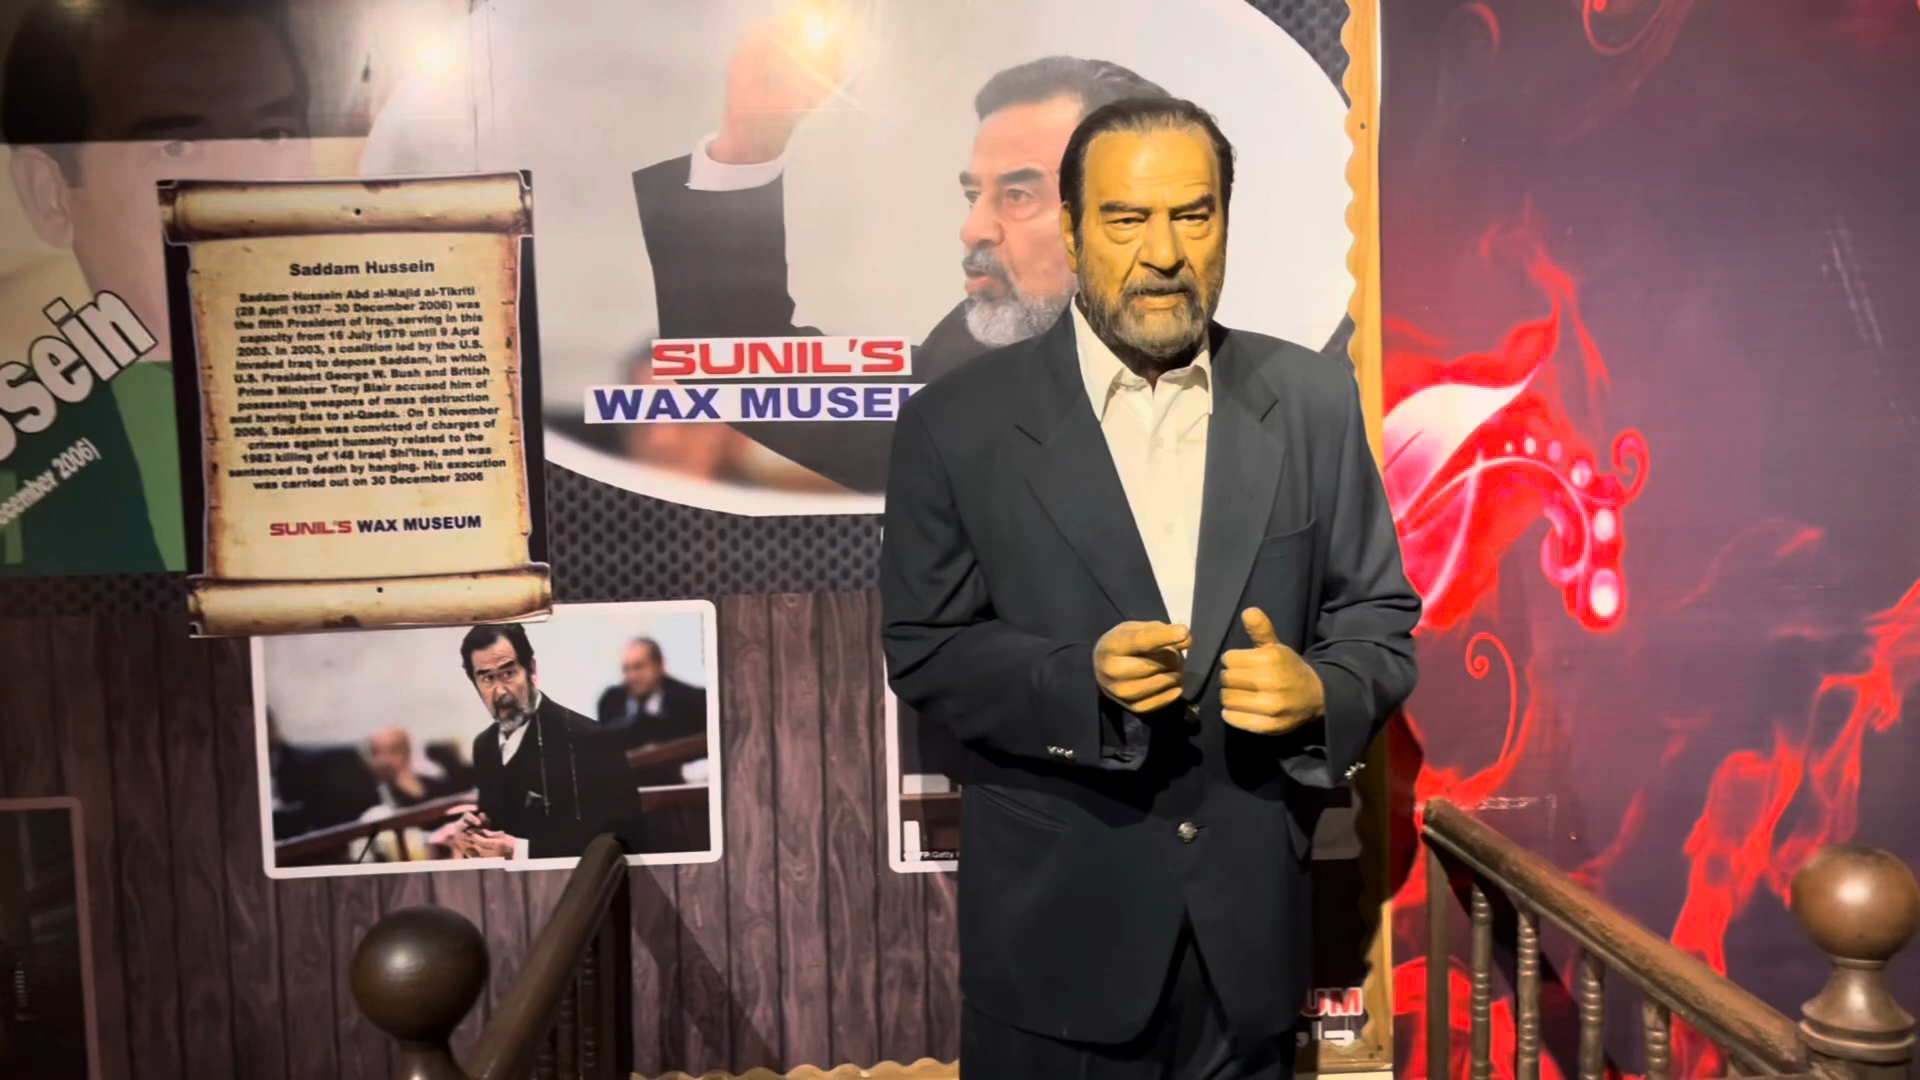 ssein
ecember 2006)
Saddam Hussein
Saddam Hussein Abd al-Majid al-Tikriti
(28 April 1937 – 30 December 2006) was
the fifth President of Iraq, serving in this
capacity from 16 July 1979 until 9 April
2003. In 2003, a coalition led by the U.S.
invaded Iraq to depose Saddam, in which
U.S. President George W. Bush and British
Prime Minister Tony Blair accused him of
possessing weapons of mass destruction
and having ties to al-Qaeda. On 5 November
2006, Saddam was convicted of charges of
crimes against humanity related to the
1982 killing of 148 Iraqi Shi'ites, and was
sentenced to death by hanging. His execution
was carried out on 30 December 2006
SUNIL'S WAX MUSEUM
SUNIL'S
WAX MUSE
UM